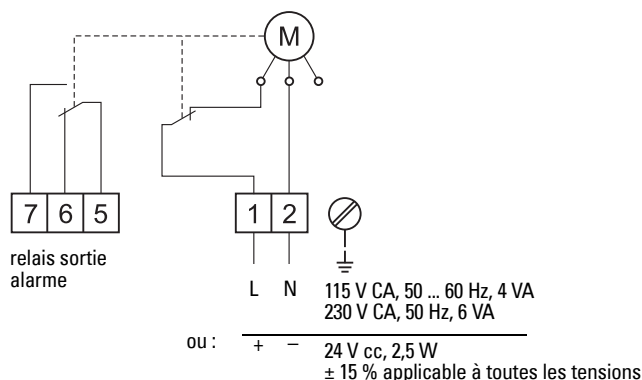 M
7 6 5 1 2
relais sortie
alarme
L N 115 V CA, 50 ... 60 Hz, 4 VA
230 V CA, 50 Hz, 6 VA
ou : + – 24 V cc, 2,5 W
± 15 % applicable à toutes les tensions